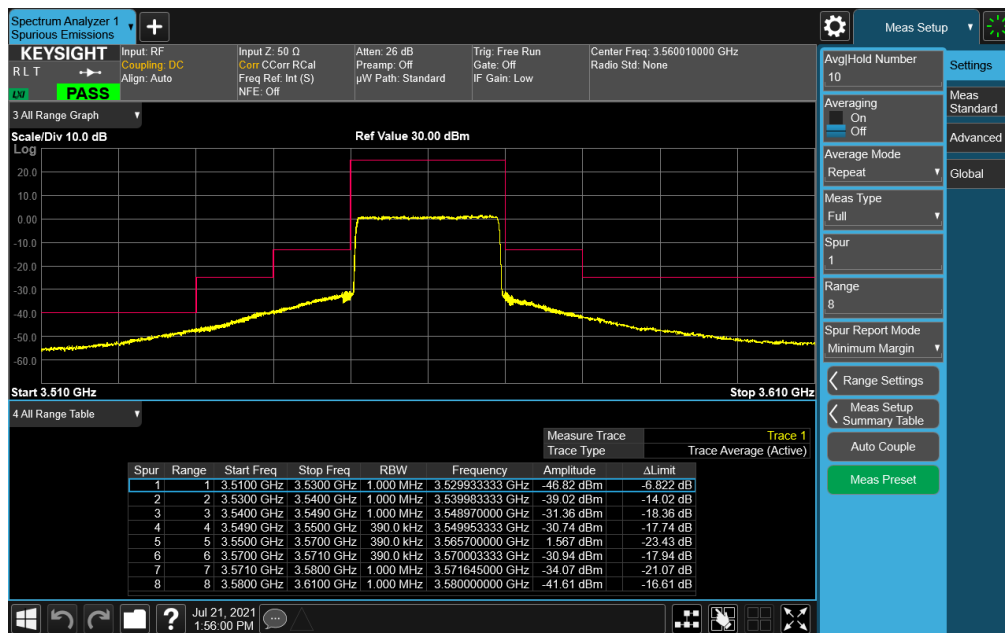 Spectrum Analyzer 1
Spurious Emissions
Meas Setup
KEYSIGHT
R L T
LXI
PASS
Input: RF
Coupling: DC
Align: Auto
Input Z: 50 Ω
Corr CCorr RCal
Freq Ref: Int (S)
NFE: Off
Atten: 26 dB
Preamp: Off
µW Path: Standard
Trig: Free Run
Gate: Off
IF Gain: Low
Center Freq: 3.560010000 GHz
Radio Std: None
3 All Range Graph
Scale/Div 10.0 dB
Ref Value 30.00 dBm
Log
20.0
10.0
0.00
-10.0
-20.0
-30.0
-40.0
-50.0
-60.0
Start 3.510 GHz
Stop 3.610 GHz
4 All Range Table
Measure Trace Trace 1
Trace Type Trace Average (Active)
Spur Range Start Freq Stop Freq RBW Frequency Amplitude ΔLimit
1 1 3.5100 GHz 3.5300 GHz 1.000 MHz 3.529933333 GHz -46.82 dBm -6.822 dB
2 2 3.5300 GHz 3.5400 GHz 1.000 MHz 3.539983333 GHz -39.02 dBm -14.02 dB
3 3 3.5400 GHz 3.5490 GHz 1.000 MHz 3.548970000 GHz -31.36 dBm -18.36 dB
4 4 3.5490 GHz 3.5500 GHz 390.0 kHz 3.549953333 GHz -30.74 dBm -17.74 dB
5 5 3.5500 GHz 3.5700 GHz 390.0 kHz 3.565700000 GHz 1.567 dBm -23.43 dB
6 6 3.5700 GHz 3.5710 GHz 390.0 kHz 3.570003333 GHz -30.94 dBm -17.94 dB
7 7 3.5710 GHz 3.5800 GHz 1.000 MHz 3.571645000 GHz -34.07 dBm -21.07 dB
8 8 3.5800 GHz 3.6100 GHz 1.000 MHz 3.580000000 GHz -41.61 dBm -16.61 dB
Avg|Hold Number
10
Averaging
On
Off
Average Mode
Repeat
Meas Type
Full
Spur
1
Range
8
Spur Report Mode
Minimum Margin
Range Settings
Meas Setup
Summary Table
Auto Couple
Meas Preset
Settings
Meas
Standard
Advanced
Global
?
Jul 21, 2021
1:56:00 PM